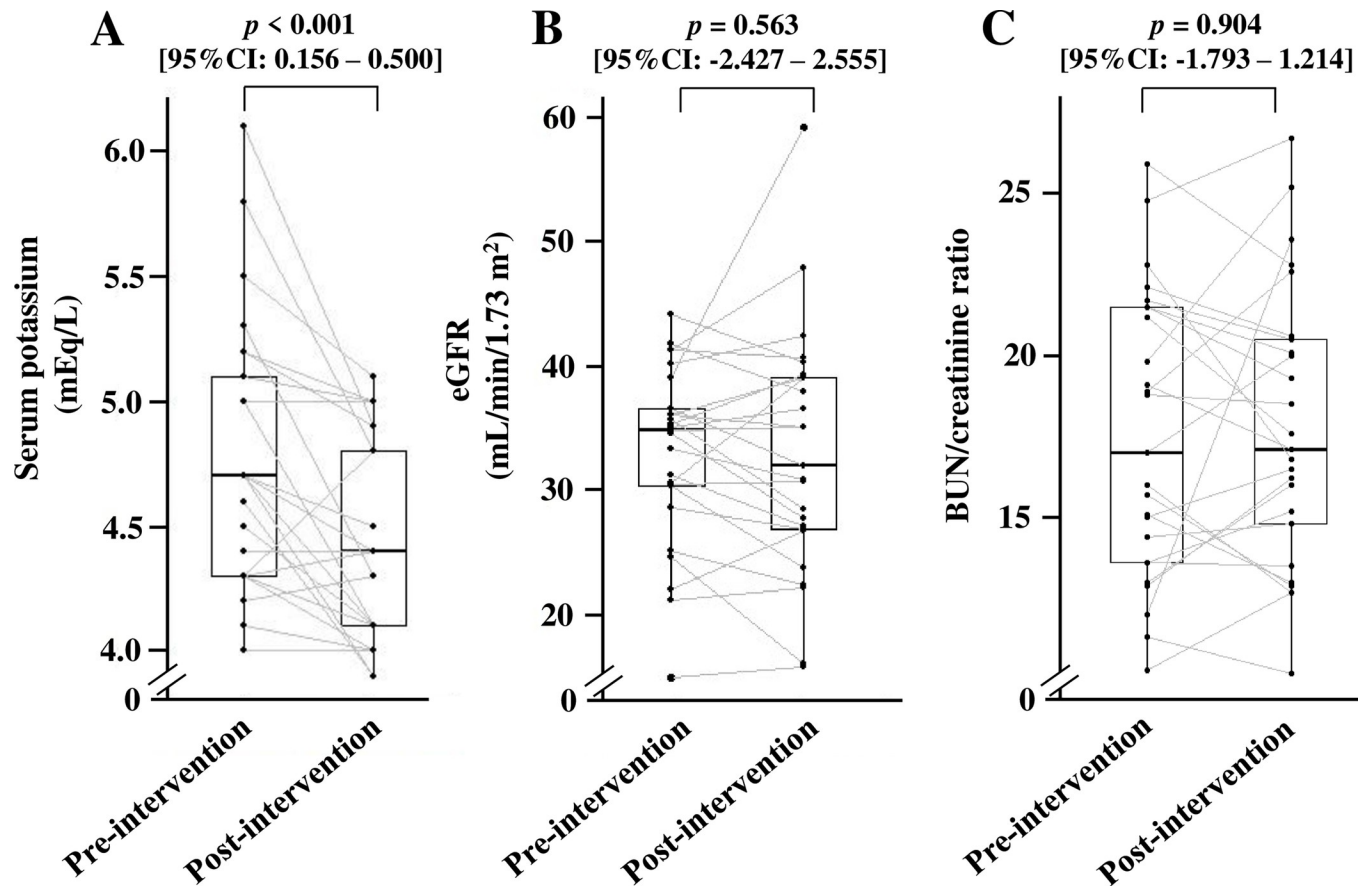 A
p < 0.001
[95%CI: 0.156 – 0.500]
6.0
5.5
5.0
4.5
4.0
0
Serum potassium
(mEq/L)
Pre-intervention
Post-intervention
B
p = 0.563
[95%CI: -2.427 – 2.555]
60
50
40
30
20
0
eGFR
(mL/min/1.73 m²)
Pre-intervention
Post-intervention
C
p = 0.904
[95%CI: -1.793 – 1.214]
25
20
15
0
BUN/creatinine ratio
Pre-intervention
Post-intervention